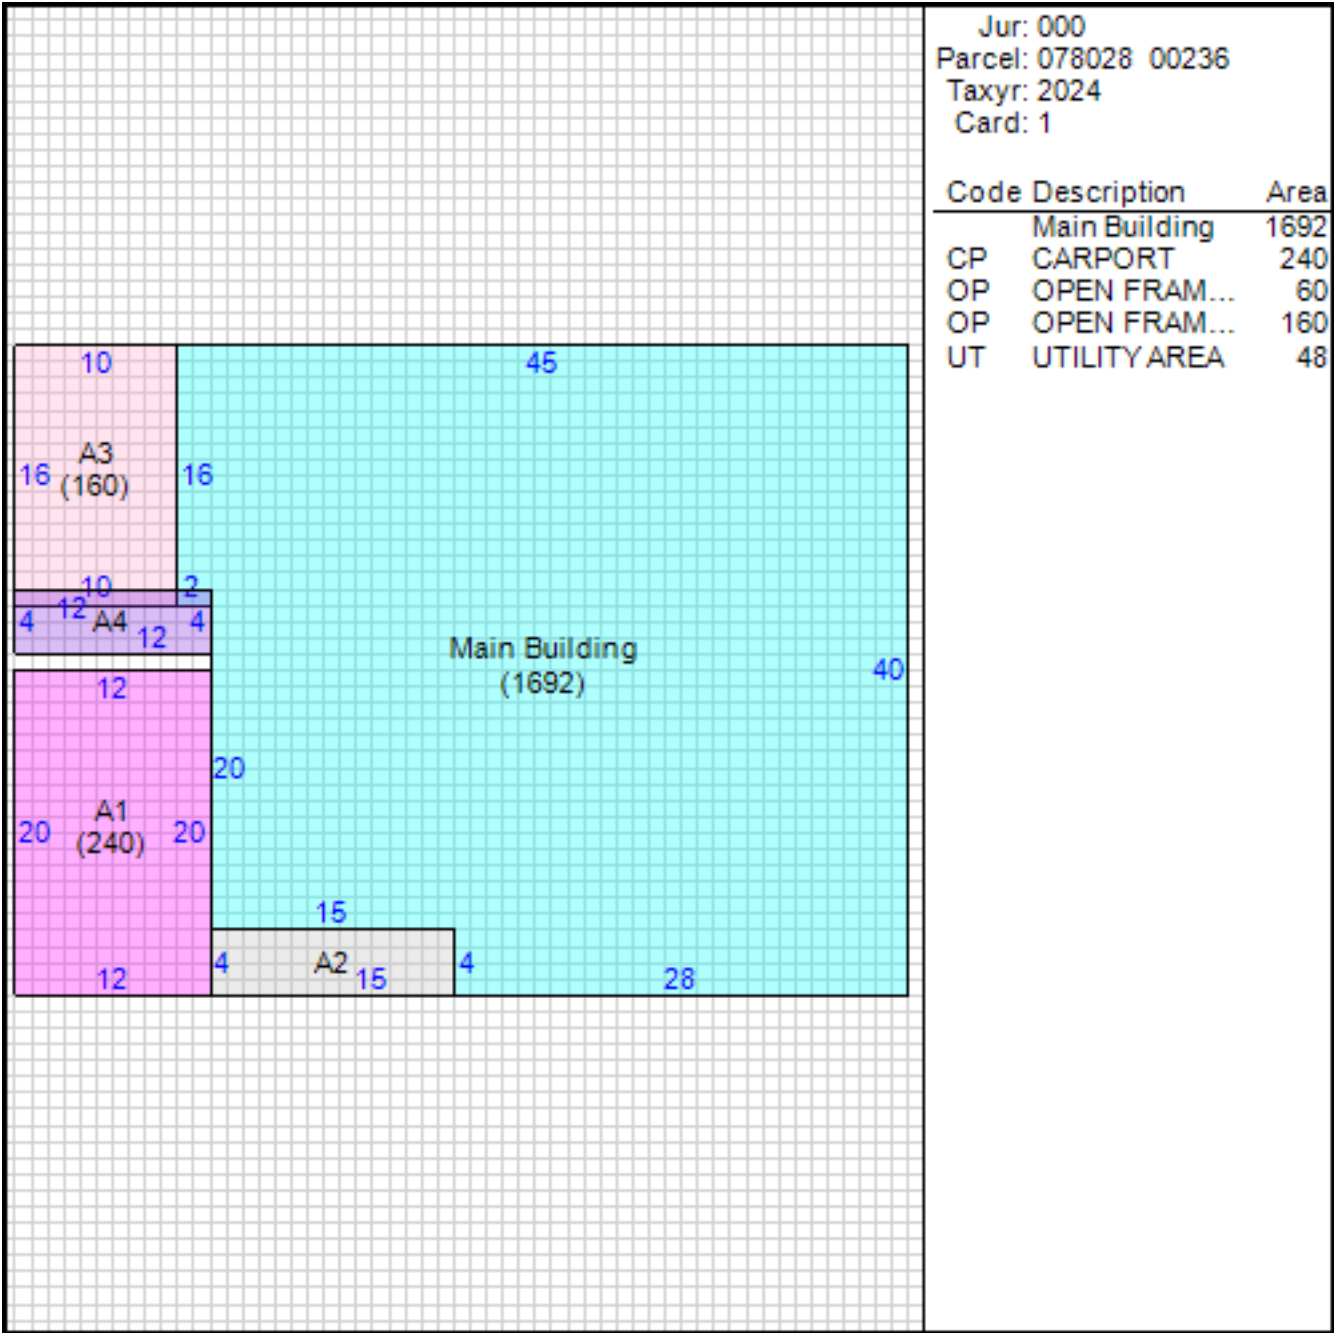 Jur: 000
Parcel: 078028 00236
Taxyr: 2024
Card: 1
Code Description Area
Main Building 1692
CP CARPORT 240
OP OPEN FRAM... 60
OP OPEN FRAM... 160
UT UTILITY AREA 48
10 45
A3
16 (160) 16
10 2
12
4 A4 12 4
Main Building
(1692)
40
12
20
A1
20 (240) 20
15
4 A2 15 4
12 28